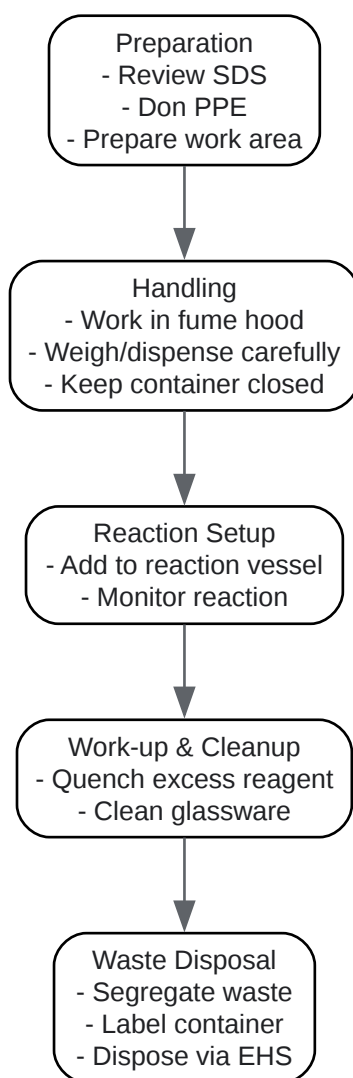 Preparation
- Review SDS
- Don PPE
- Prepare work area
Handling
- Work in fume hood
- Weigh/dispense carefully
- Keep container closed
Reaction Setup
- Add to reaction vessel
- Monitor reaction
Work-up & Cleanup
- Quench excess reagent
- Clean glassware
Waste Disposal
- Segregate waste
- Label container
- Dispose via EHS